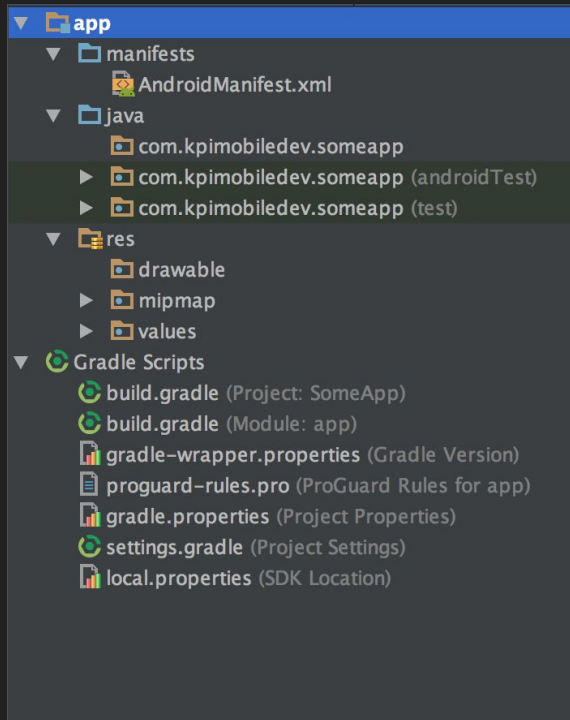 app
manifests
AndroidManifest.xml
java
com.kpimobiledev.someapp
com.kpimobiledev.someapp (androidTest)
com.kpimobiledev.someapp (test)
res
drawable
mipmap
values
Gradle Scripts
build.gradle (Project: SomeApp)
build.gradle (Module: app)
gradle-wrapper.properties (Gradle Version)
proguard-rules.pro (ProGuard Rules for app)
gradle.properties (Project Properties)
settings.gradle (Project Settings)
local.properties (SDK Location)